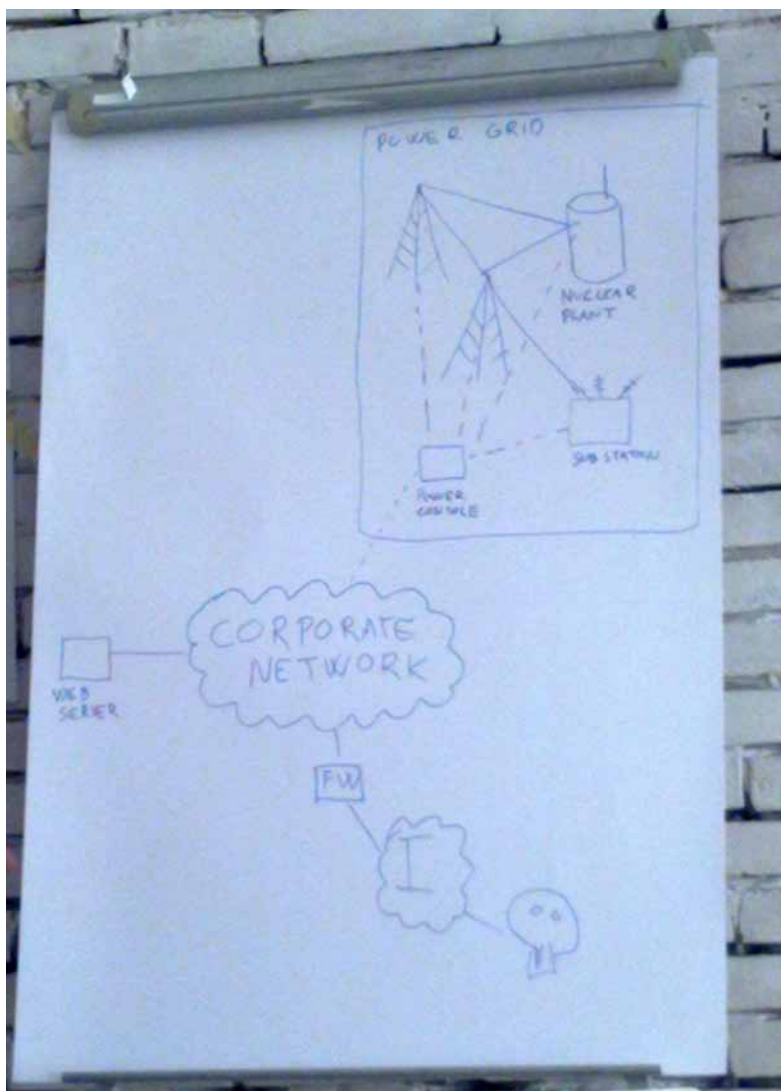 POWER GRID
NUCLEAR
PLANT
SUB STATION
POWER
CONSOLE
CORPORATE
NETWORK
WEB
SERVER
FW
I